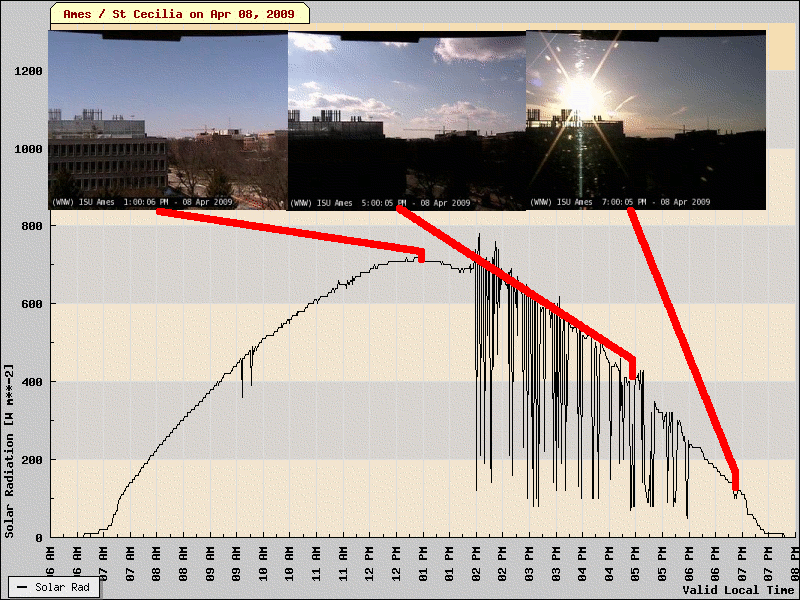 Ames / St Cecilia on Apr 08, 2009
(WNW) ISU Ames 1:00:06 PM - 08 Apr 2009
(WNW) ISU Ames 5:00:05 PM - 08 Apr 2009
(WNW) ISU Ames 7:00:05 PM - 08 Apr 2009
1200
1000
800
600
400
200
0
Solar Radiation [W m**-2]
06 AM
06 AM
07 AM
07 AM
08 AM
08 AM
09 AM
09 AM
10 AM
10 AM
11 AM
11 AM
12 PM
12 PM
01 PM
01 PM
02 PM
02 PM
03 PM
03 PM
04 PM
04 PM
05 PM
05 PM
06 PM
06 PM
07 PM
07 PM
08 PM
Valid Local Time
Solar Rad